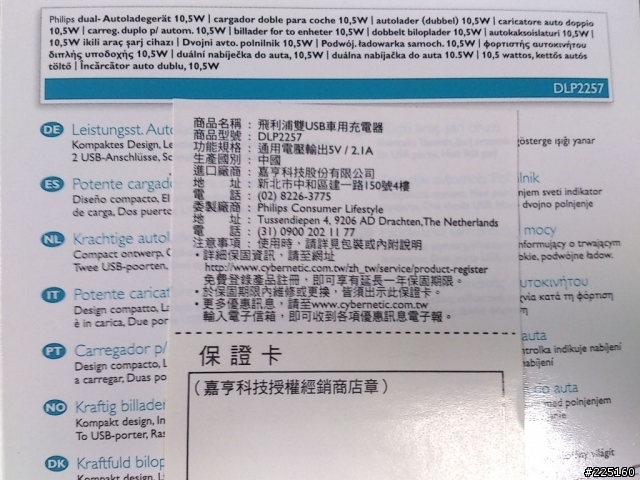 Philips dual-Autoladegerät 10,5W | cargador doble para coche 10,5W | autolader (dubbel) 10,5W | caricatore auto doppio
10,5W | carreg. duplo p/ autom. 10,5W | billader for to enheter 10,5W | dobbelt biloplader 10,5W | autokaksoislaturi 10,5W |
10,5W ikili araç şarj cihazı | Dvojni avto. polnilnik 10,5W | Podwój. ładowarka samoch. 10,5W | φορτιστής αυτοκινήτου
διπλής υποδοχής 10,5W | duální nabíječka do auta, 10,5W | duálna nabíjačka do auta 10,5W | 10,5 wattos, kettős autós
töltő | Încărcător auto dublu, 10,5W
DLP2257
商品名稱 : 飛利浦雙USB車用充電器
商品型號 : DLP2257
功能規格 : 通用電壓輸出5V / 2.1A
生產國別 : 中國
進口廠商 : 嘉亨科技股份有限公司
地 址 : 新北市中和區建一路150號4樓
電 話 : (02) 8226-3775
委製廠商 : Philips Consumer Lifestyle
地 址 : Tussendiepen 4, 9206 AD Drachten,The Netherlands
電 話 : (31) 0900 202 11 77
注意事項 : 使用時，請詳見包裝或內附說明
•詳細保固資訊，請至網址
http://www.cybernetic.com.tw/zh_tw/service/product-register
免費登錄產品註冊，即可享有延長一年保固期限。
•於保固期限內維修或更換，皆須出示此保證卡。
•更多優惠訊息，請至www.cybernetic.com.tw
輸入電子信箱，即可收到各項優惠訊息電子報。
保證卡
(嘉亨科技授權經銷商店章)
DE Leistungsst. Auto
Kompaktes Design, Le
2 USB-Anschlüsse, Sc
ES Potente cargad
Diseño compacto, El
de carga, Dos puerto
NL Krachtige autol
Compact ontwerp, C
Twee USB-poorten,
IT Potente caricat
Design compatto, La
è in carica, Due por
PT Carregador p/
Design compacto, L
a carregar, Duas po
NO Kraftig billader
Kompakt design, In
To USB-porter, Ras
DK Kraftfuld bilop
Kompakt design, L
gösterge ışığı yanar
lnik
njem sveti indikator
dvojno polnjenje
mocy
nformujący o trwającym
bkie, podwójne ładow.
υτοκινήτου
χνία κατά τη φόρτιση
auta
ntrolka indikuje nabíjení
do auta
#225160